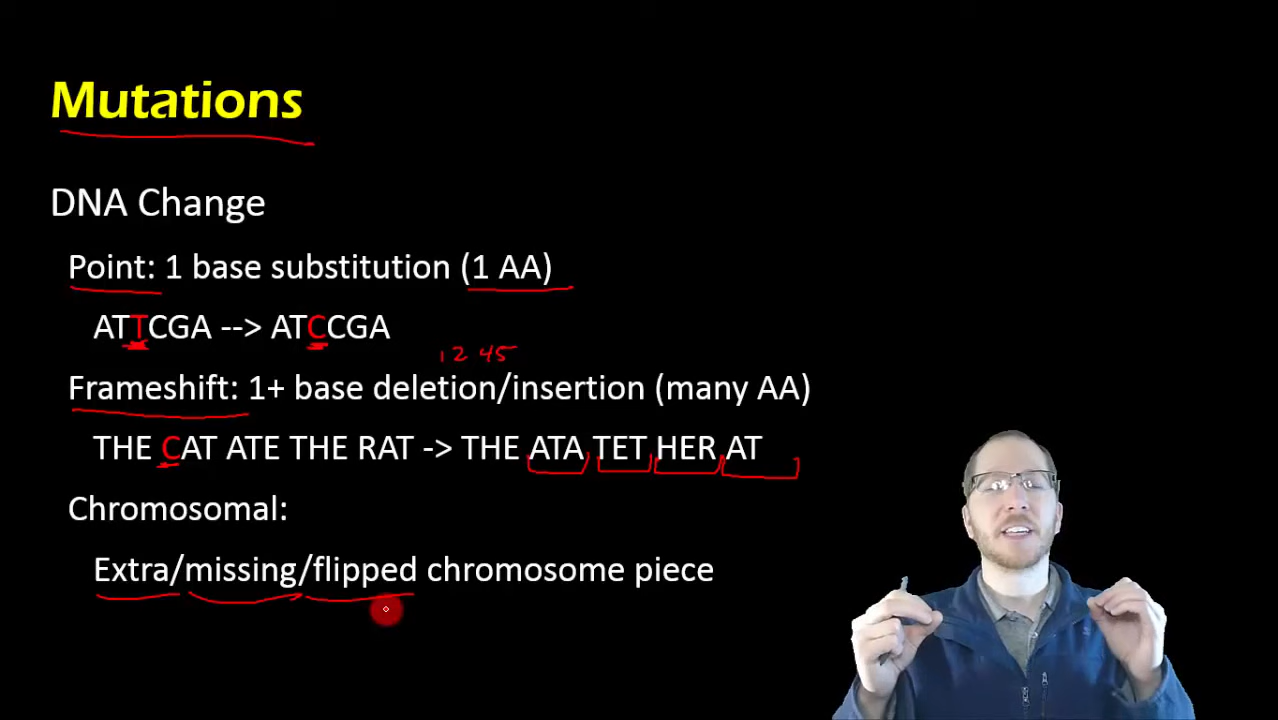 Mutations
DNA Change
Point: 1 base substitution (1 AA)
ATTCGA --> ATCCGA
1 2 4 5
Frameshift: 1+ base deletion/insertion (many AA)
THE CAT ATE THE RAT -> THE ATA TET HER AT
Chromosomal:
Extra/missing/flipped chromosome piece